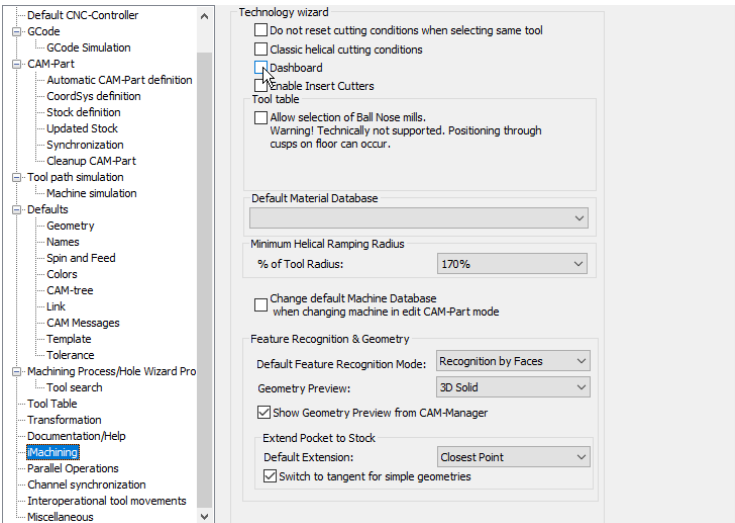 Default CNC-Controller
GCode
GCode Simulation
CAM-Part
Automatic CAM-Part definition
CoordSys definition
Stock definition
Updated Stock
Synchronization
Cleanup CAM-Part
Tool path simulation
Machine simulation
Defaults
Geometry
Names
Spin and Feed
Colors
CAM-tree
Link
CAM Messages
Template
Tolerance
Machining Process/Hole Wizard Pro
Tool search
Tool Table
Transformation
Documentation/Help
iMachining
Parallel Operations
Channel synchronization
Interoperational tool movements
Miscellaneous
Technology wizard
Do not reset cutting conditions when selecting same tool
Classic helical cutting conditions
Dashboard
Enable Insert Cutters
Tool table
Allow selection of Ball Nose mills.
Warning! Technically not supported. Positioning through
cusps on floor can occur.
Default Material Database
Minimum Helical Ramping Radius
% of Tool Radius: 170%
Change default Machine Database
when changing machine in edit CAM-Part mode
Feature Recognition & Geometry
Default Feature Recognition Mode: Recognition by Faces
Geometry Preview: 3D Solid
Show Geometry Preview from CAM-Manager
Extend Pocket to Stock
Default Extension: Closest Point
Switch to tangent for simple geometries